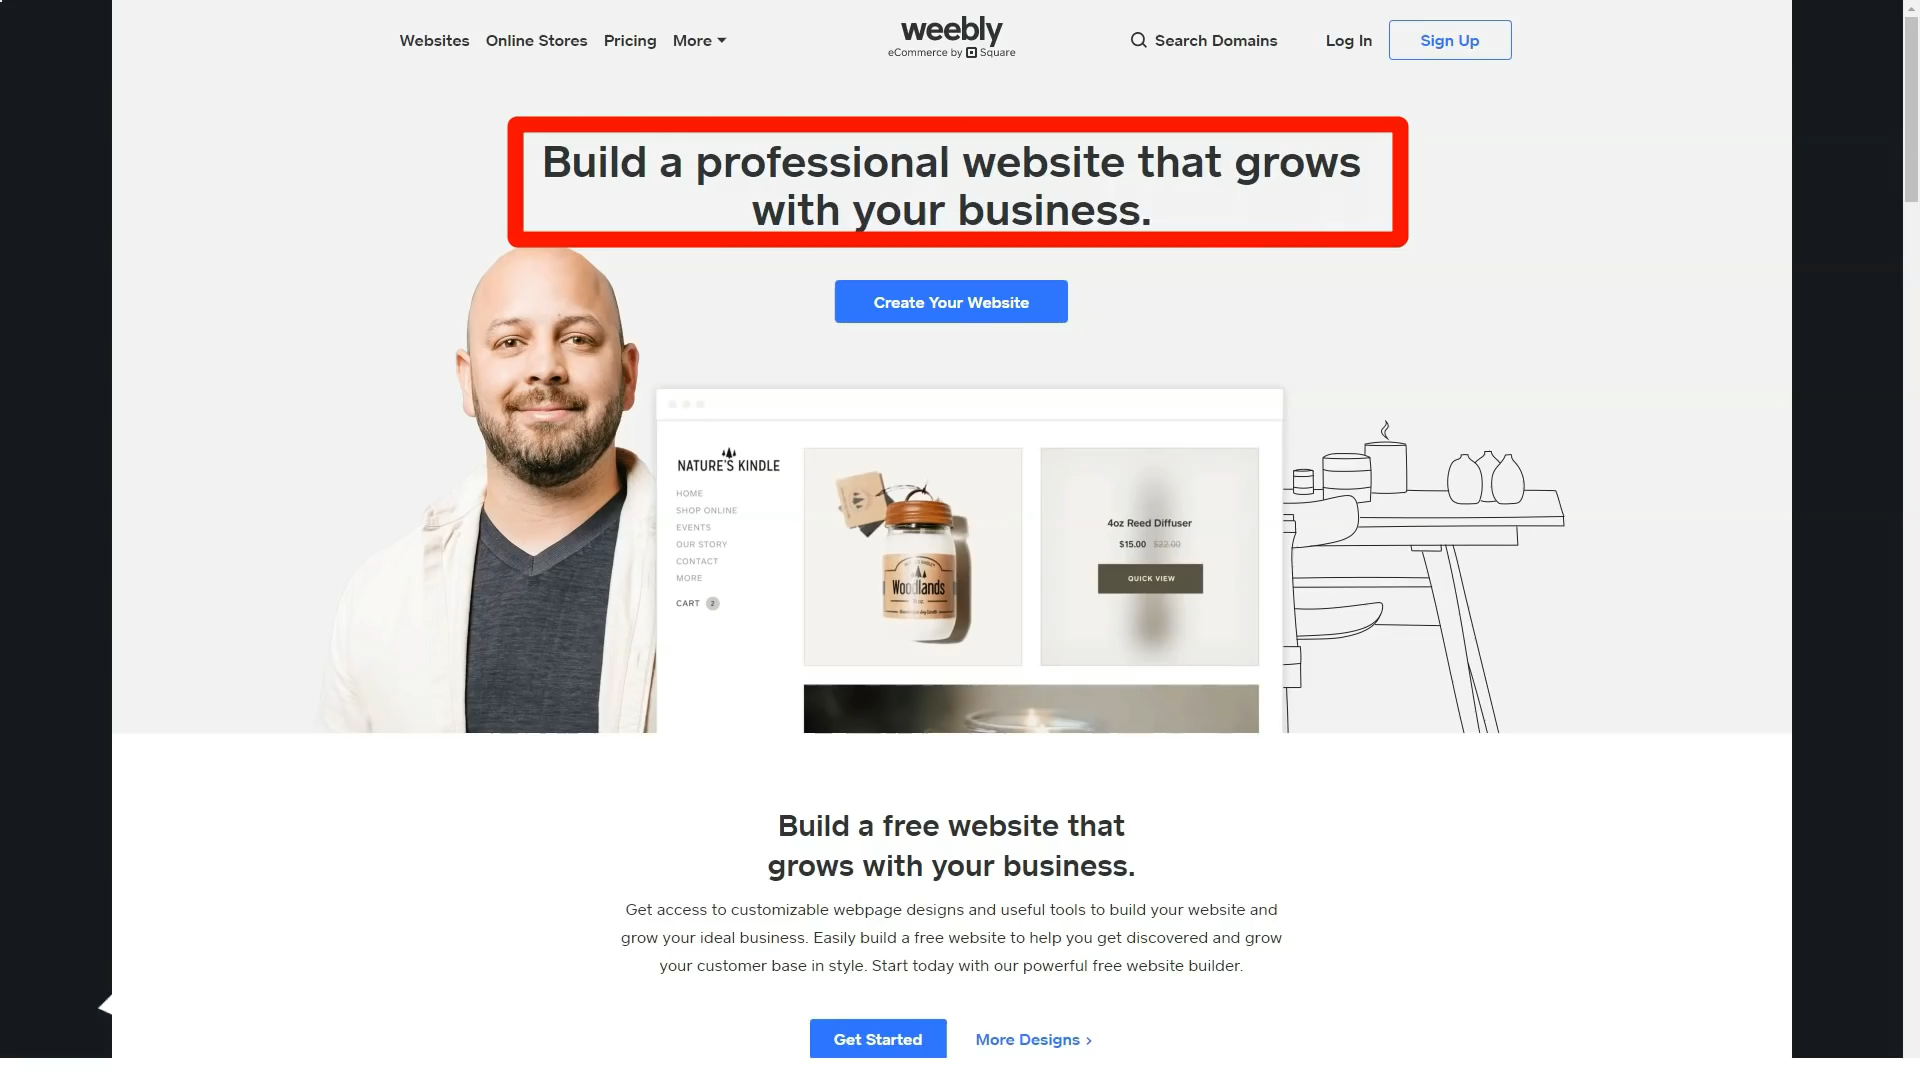 Websites Online Stores Pricing More
weebly
eCommerce by Square
Search Domains
Log In
Sign Up
Build a professional website that grows
with your business.
Create Your Website
NATURE'S KINDLE
HOME
SHOP ONLINE
EVENTS
OUR STORY
CONTACT
MORE
CART 2
Woodlands
4oz Reed Diffuser
$15.00 $22.00
QUICK VIEW
Build a free website that
grows with your business.
Get access to customizable webpage designs and useful tools to build your website and
grow your ideal business. Easily build a free website to help you get discovered and grow
your customer base in style. Start today with our powerful free website builder.
Get Started
More Designs ›